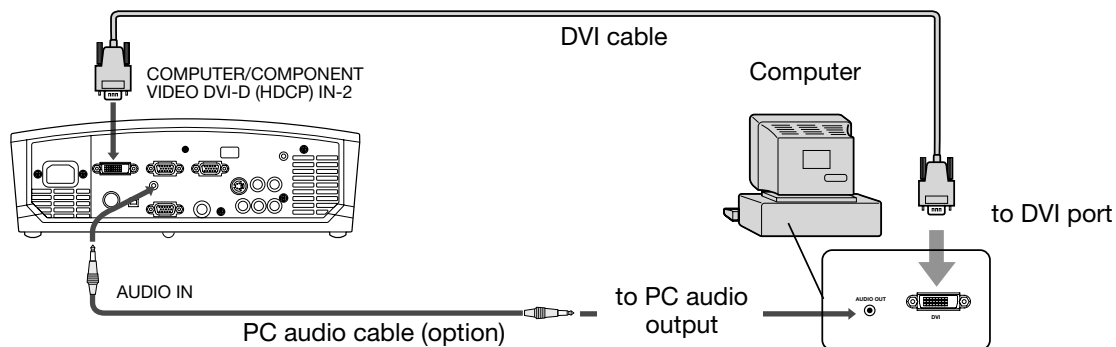 DVI cable
COMPUTER/COMPONENT
VIDEO DVI-D (HDCP) IN-2
Computer
to DVI port
AUDIO IN
to PC audio
output
PC audio cable (option)
AUDIO OUT
DVI